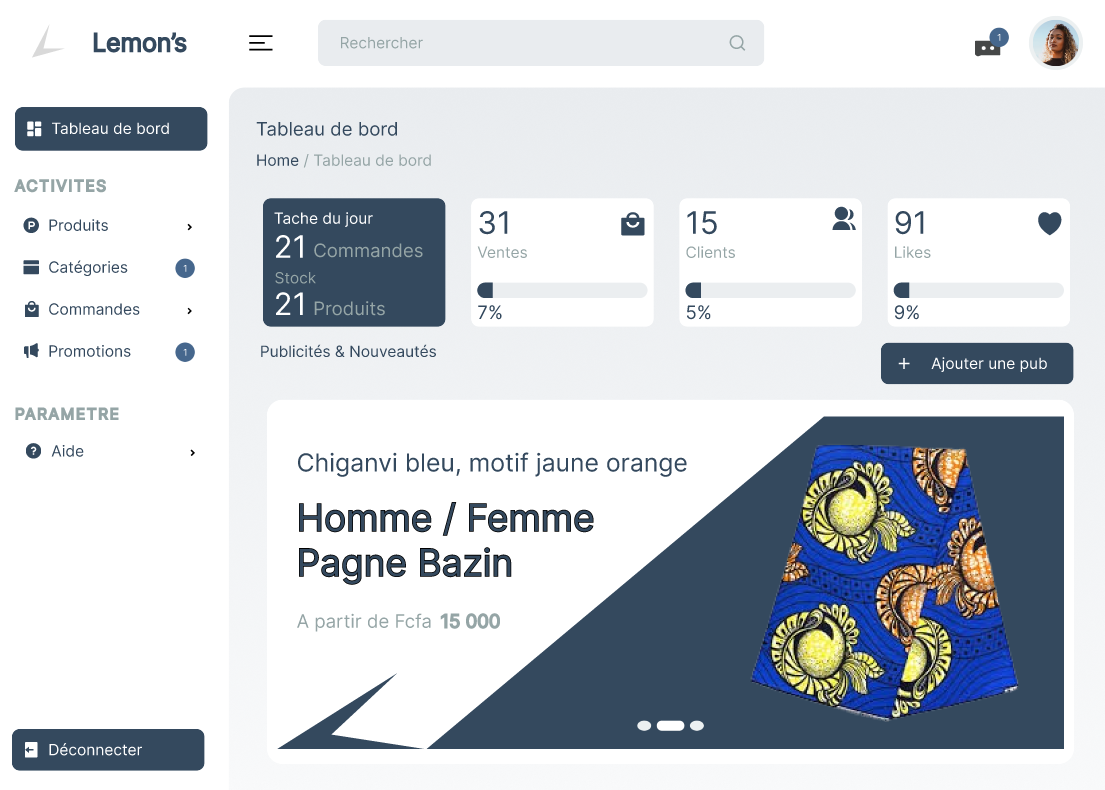 Lemon's
Rechercher
1
Tableau de bord
ACTIVITES
P Produits
Catégories 1
Commandes
Promotions 1
PARAMETRE
? Aide
Déconnecter
Tableau de bord
Home / Tableau de bord
Tache du jour
21 Commandes
Stock
21 Produits
31
Ventes
7%
15
Clients
5%
91
Likes
9%
Publicités & Nouveautés
+ Ajouter une pub
Chiganvi bleu, motif jaune orange
Homme / Femme
Pagne Bazin
A partir de Fcfa 15 000